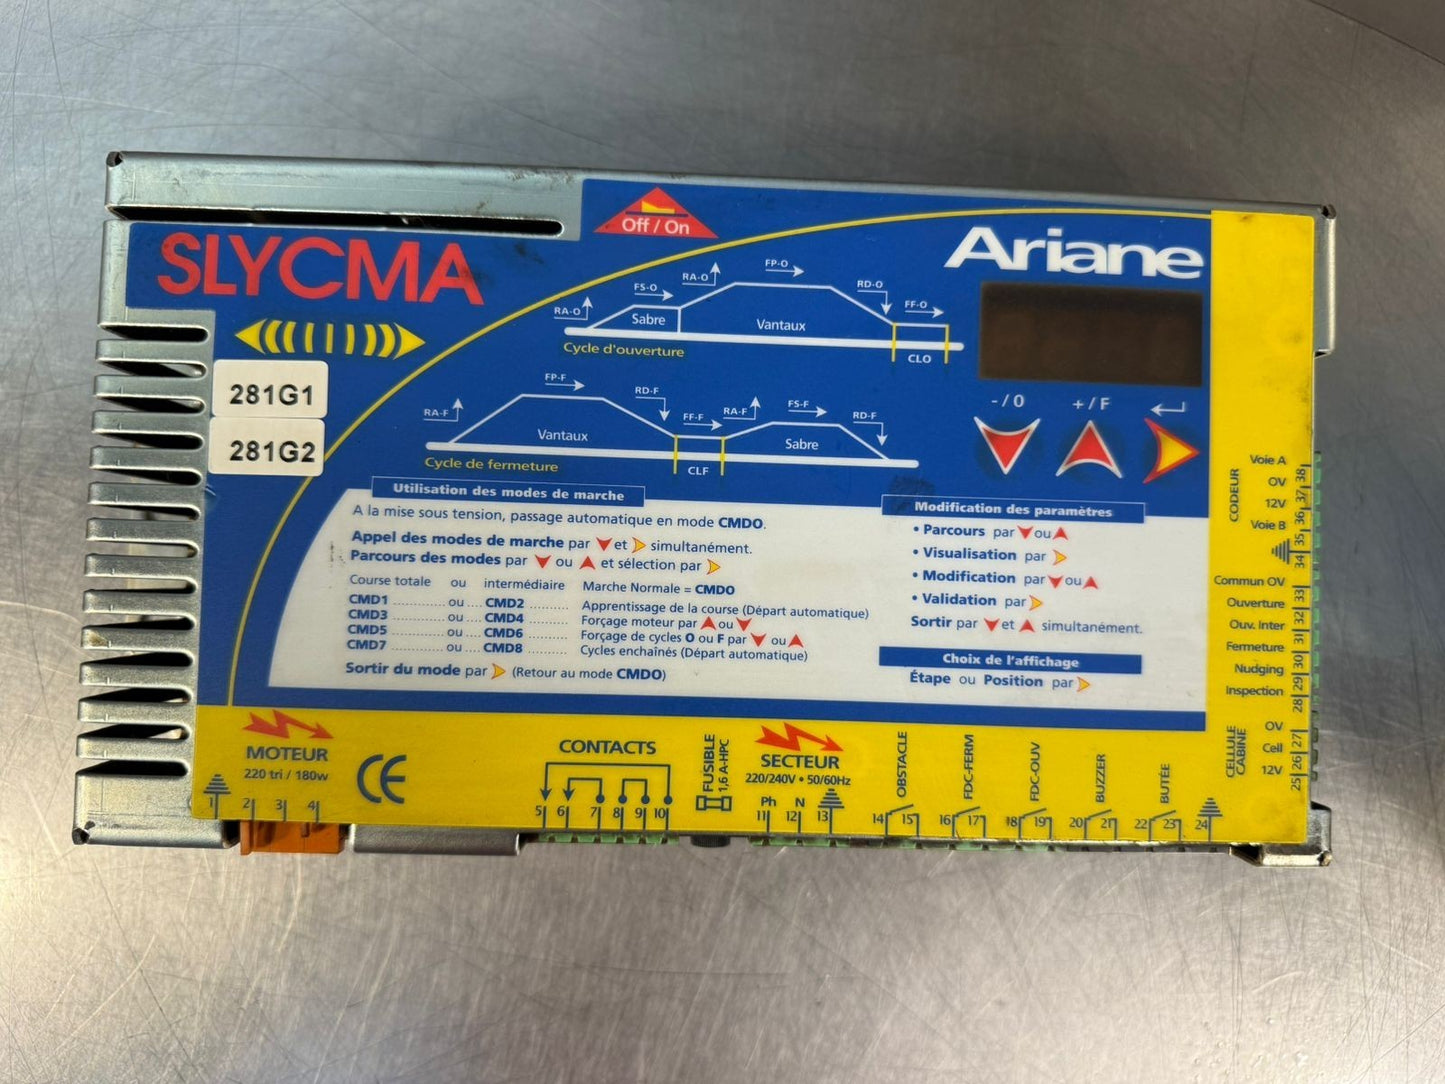 SLYCMA
Off / On
Ariane
281G1
281G2
RA-O
FS-O
RA-O
FP-O
RD-O
FF-O
Sabre
Vantaux
CLO
Cycle d'ouverture
RA-F
FP-F
RD-F
FF-F
RA-F
FS-F
RD-F
Vantaux
Sabre
CLF
Cycle de fermeture
- / O
+ / F
Utilisation des modes de marche
A la mise sous tension, passage automatique en mode CMDO.
Appel des modes de marche par et simultanément.
Parcours des modes par ou et sélection par
Course totale ou intermédiaire Marche Normale = CMDO
CMD1 ............... ou .... CMD2 .......... Apprentissage de la course (Départ automatique)
CMD3 ............... ou .... CMD4 .......... Forçage moteur par ou
CMD5 ............... ou .... CMD6 .......... Forçage de cycles O ou F par ou
CMD7 ............... ou .... CMD8 .......... Cycles enchaînés (Départ automatique)
Sortir du mode par (Retour au mode CMDO)
Modification des paramètres
• Parcours par ou
• Visualisation par
• Modification par ou
• Validation par
Sortir par et simultanément.
Choix de l'affichage
Étape ou Position par
CODEUR
Voie A
OV
12V
Voie B
38
37
36
35
34
Commun OV
Ouverture
Ouv. Inter
Fermeture
Nudging
Inspection
33
32
31
30
29
28
CELLULE CABINE
OV
Cell
12V
27
26
25
MOTEUR
220 tri / 180w
1 2 3 4
CE
CONTACTS
5 6 7 8 9 10
FUSIBLE
1,6 A-HPC
SECTEUR
220/240V • 50/60Hz
Ph N
11 12 13
OBSTACLE
14 15
FDC-FERM
16 17
FDC-OUV
18 19
BUZZER
20 21
BUTÉE
22 23 24